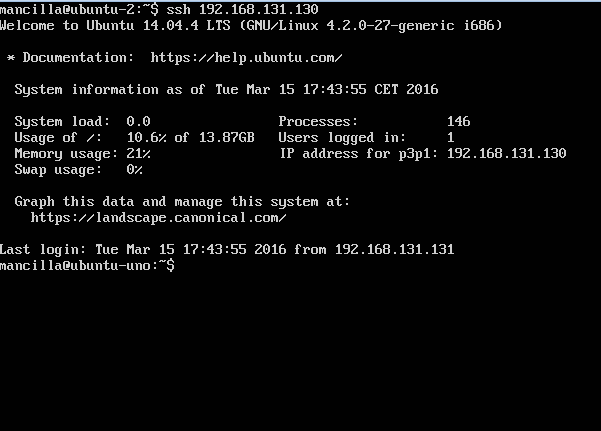 mancilla@ubuntu-2:~$ ssh 192.168.131.130
Welcome to Ubuntu 14.04.4 LTS (GNU/Linux 4.2.0-27-generic i686)
* Documentation:  https://help.ubuntu.com/
System information as of Tue Mar 15 17:43:55 CET 2016
System load:  0.0                Processes:           146
Usage of /:   10.6% of 13.87GB   Users logged in:     1
Memory usage: 21%                IP address for p3p1: 192.168.131.130
Swap usage:   0%
Graph this data and manage this system at:
https://landscape.canonical.com/
Last login: Tue Mar 15 17:43:55 2016 from 192.168.131.131
mancilla@ubuntu-uno:~$